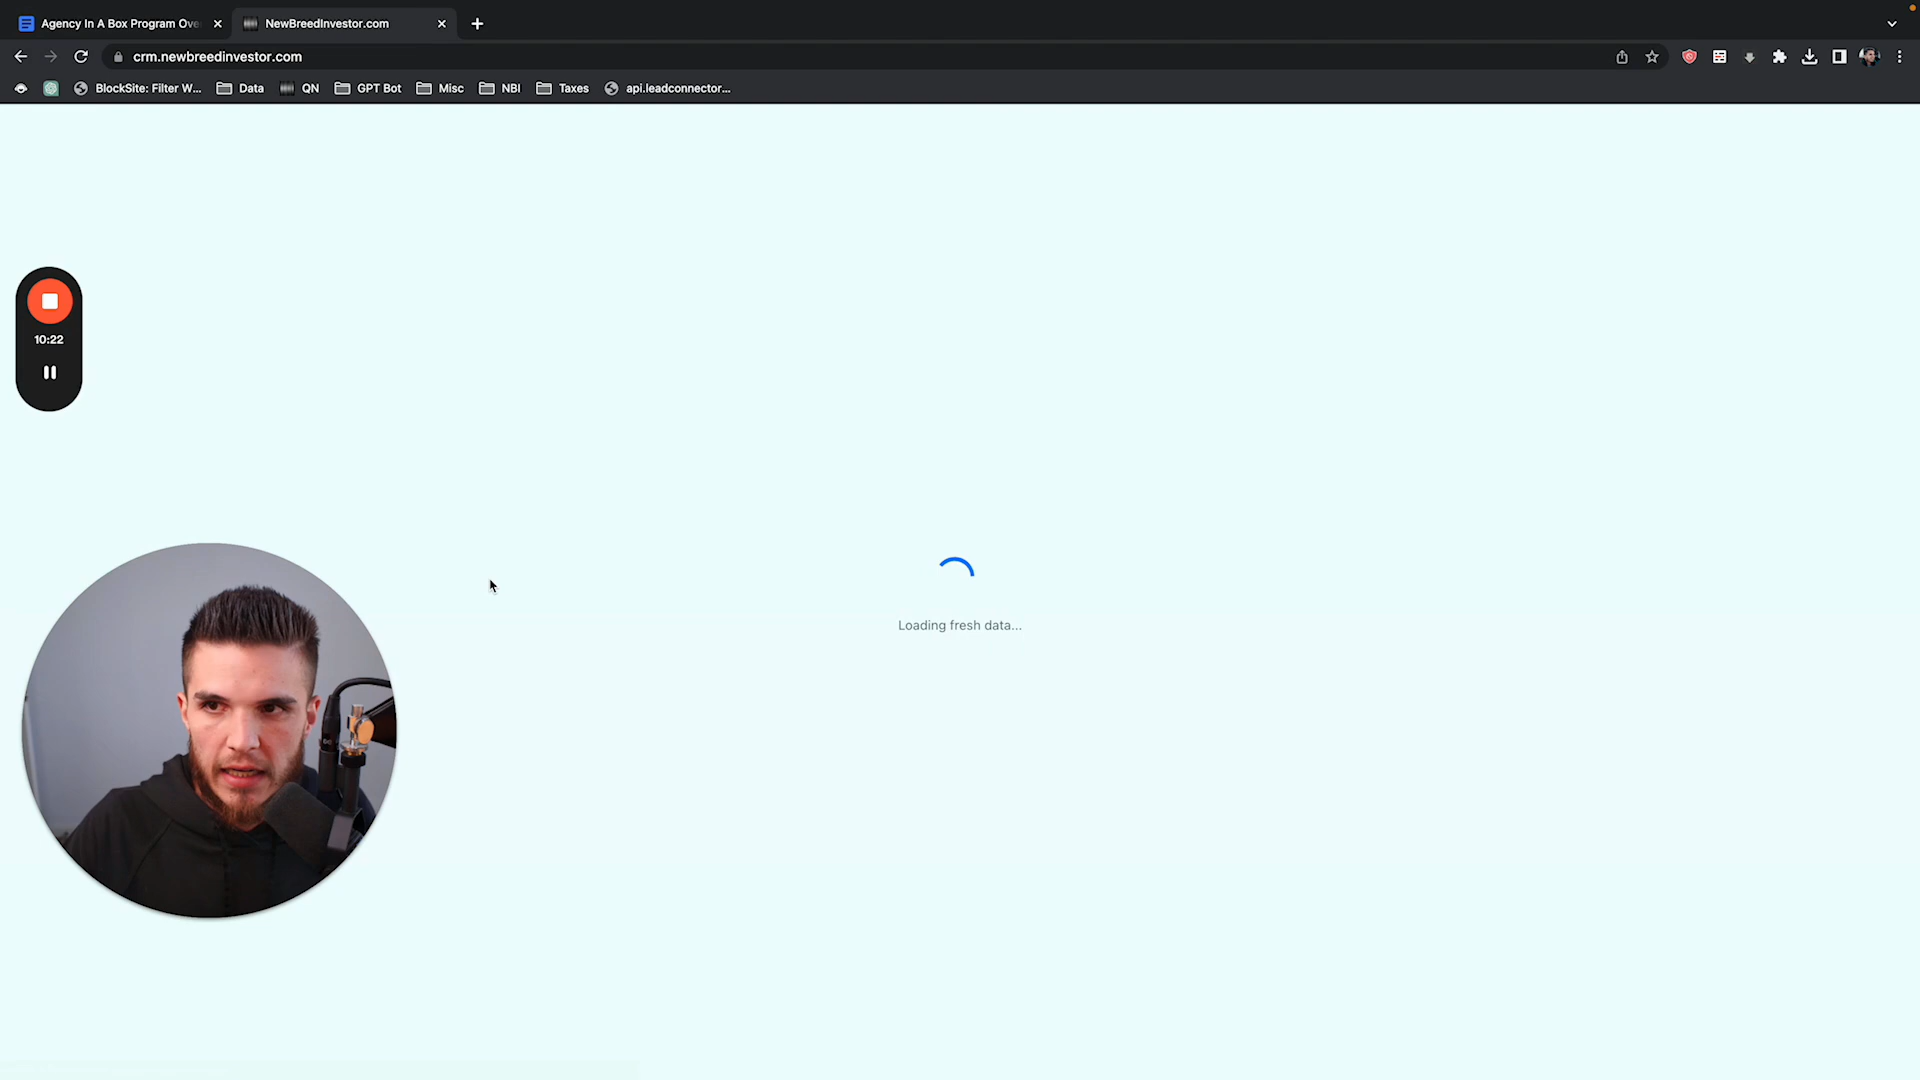 Agency In A Box Program Ove
NewBreedInvestor.com
crm.newbreedinvestor.com
BlockSite: Filter W...
Data
QN
GPT Bot
Misc
NBI
Taxes
api.leadconnector...
10:22
Loading fresh data...